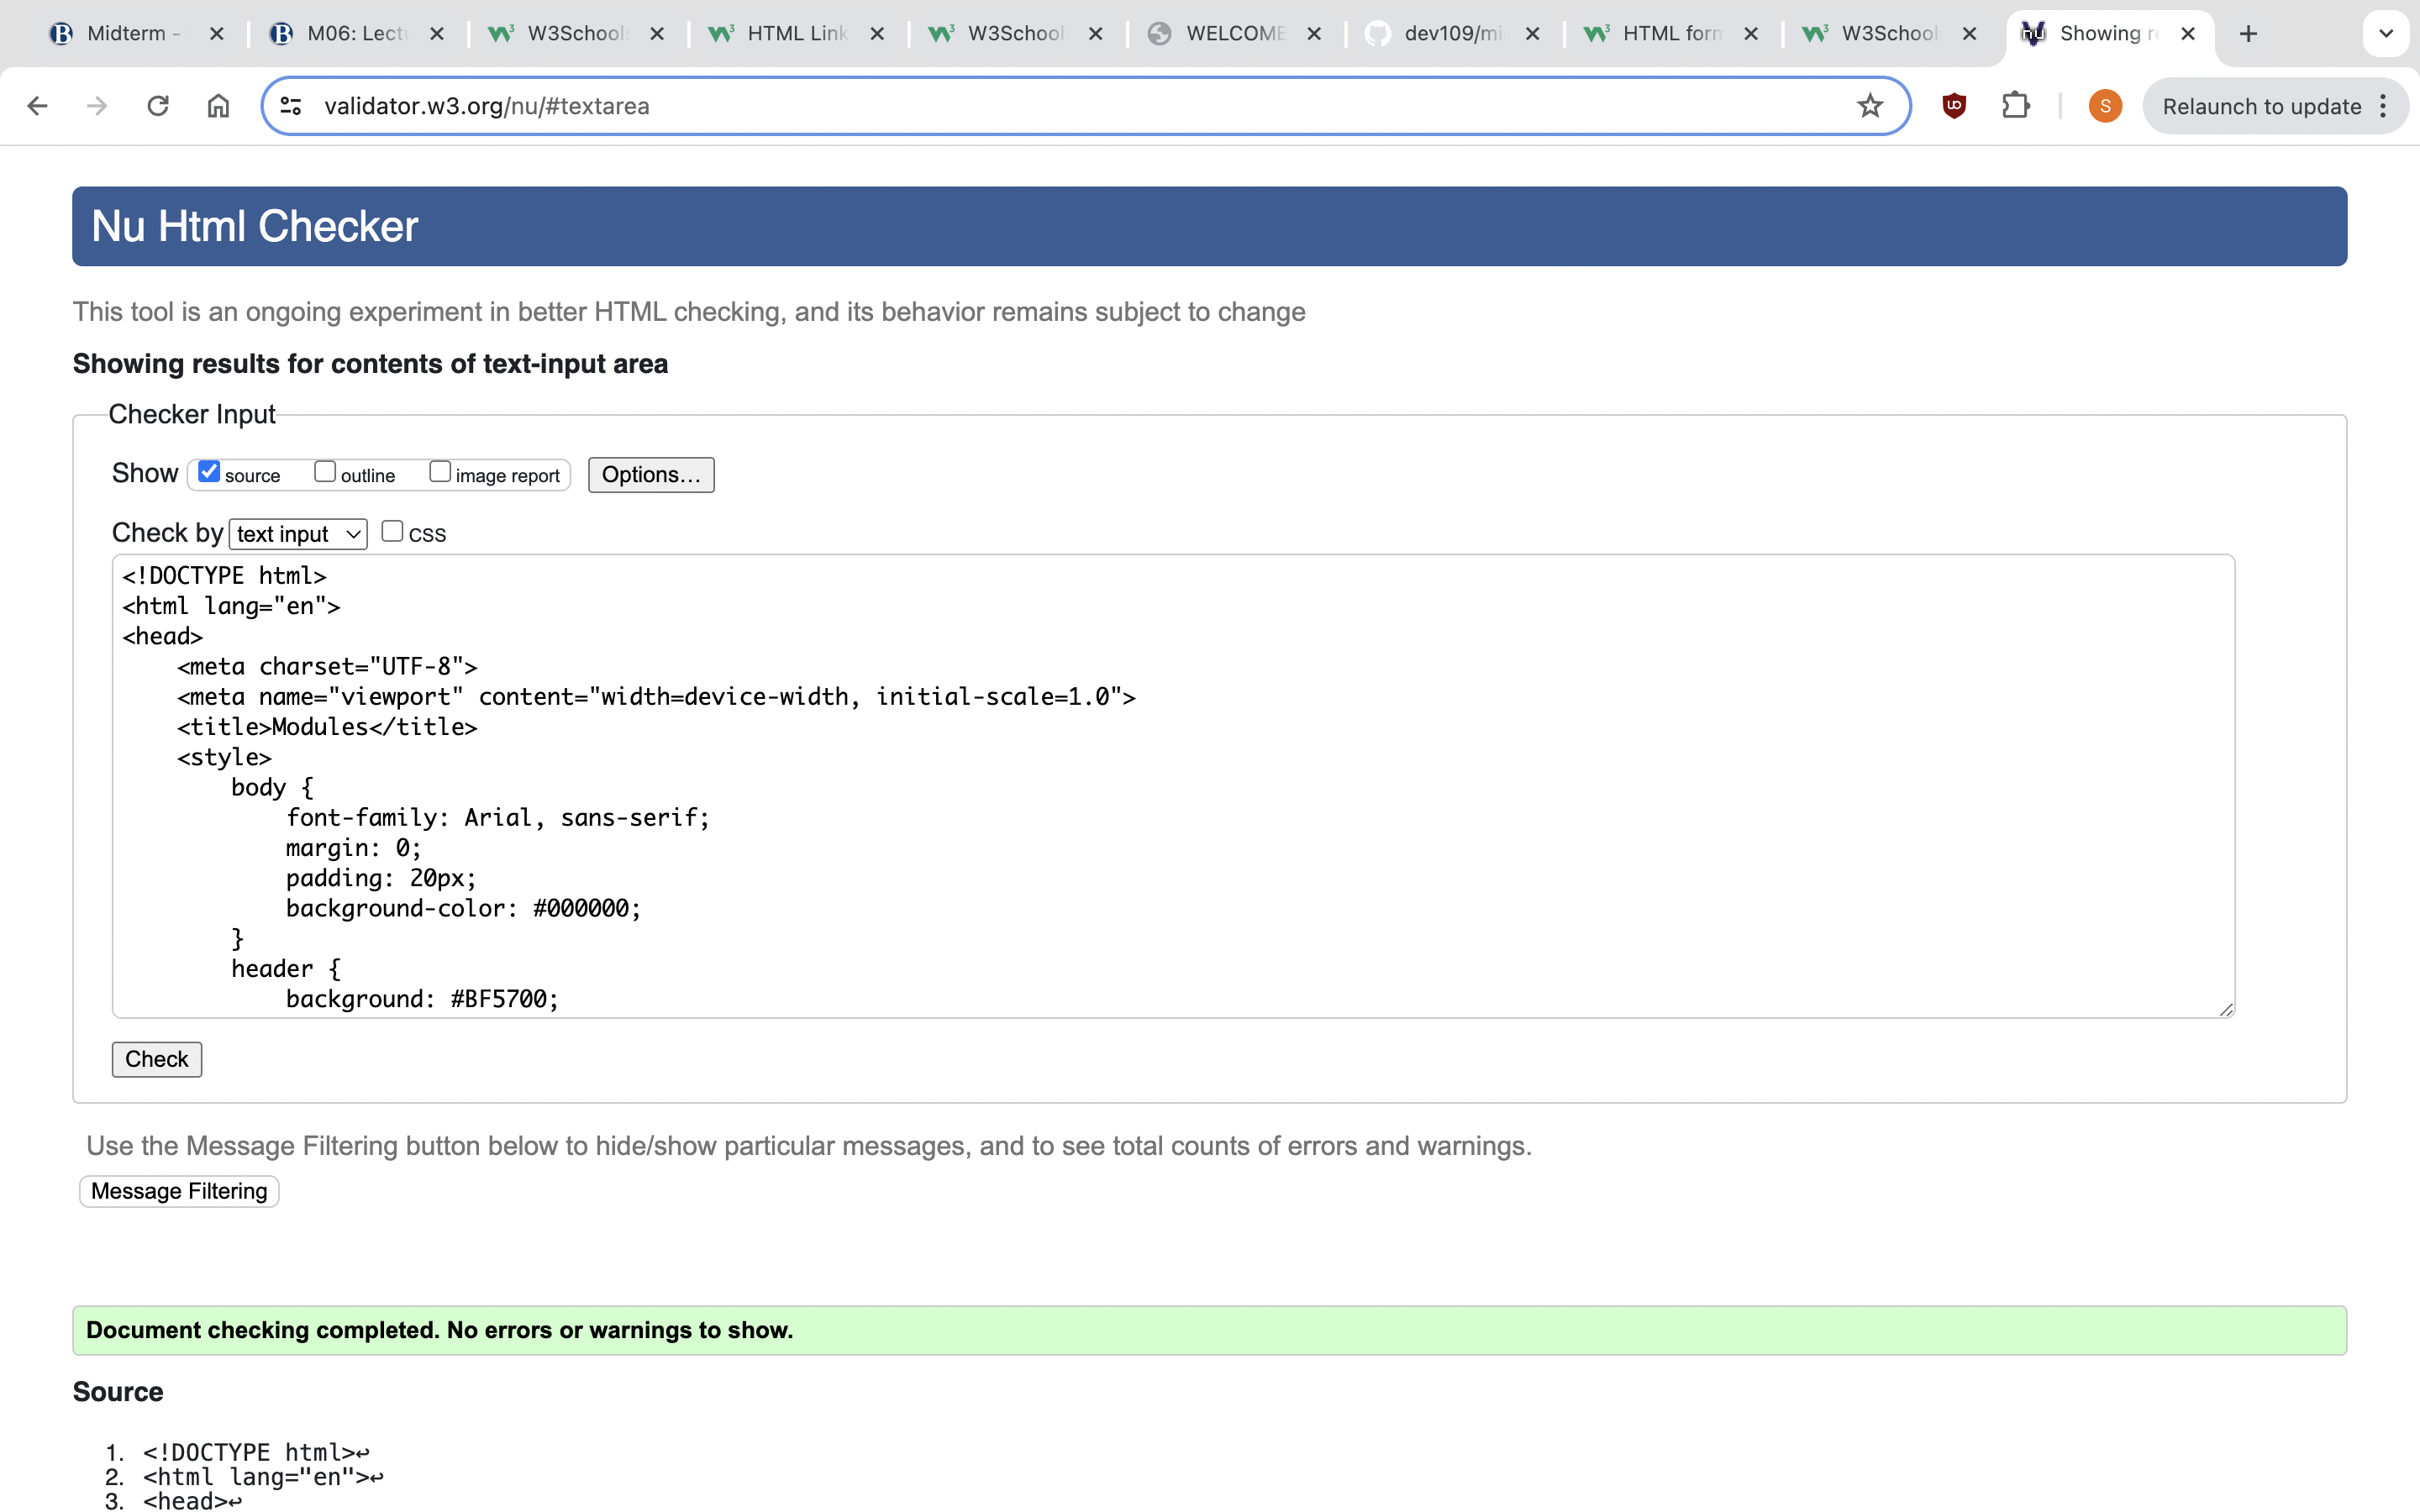 Midterm -
M06: Lectu
W3Schools
HTML Link
W3School
WELCOME
dev109/mi
HTML form
W3School
Showing re
validator.w3.org/nu/#textarea
S
Relaunch to update
Nu Html Checker
This tool is an ongoing experiment in better HTML checking, and its behavior remains subject to change
Showing results for contents of text-input area
Checker Input
Show source outline image report Options...
Check by text input CSS
<!DOCTYPE html>
<html lang="en">
<head>
    <meta charset="UTF-8">
    <meta name="viewport" content="width=device-width, initial-scale=1.0">
    <title>Modules</title>
    <style>
        body {
            font-family: Arial, sans-serif;
            margin: 0;
            padding: 20px;
            background-color: #000000;
        }
        header {
            background: #BF5700;
Check
Use the Message Filtering button below to hide/show particular messages, and to see total counts of errors and warnings.
Message Filtering
Document checking completed. No errors or warnings to show.
Source
1. <!DOCTYPE html>↩
2. <html lang="en">↩
3. <head>↩